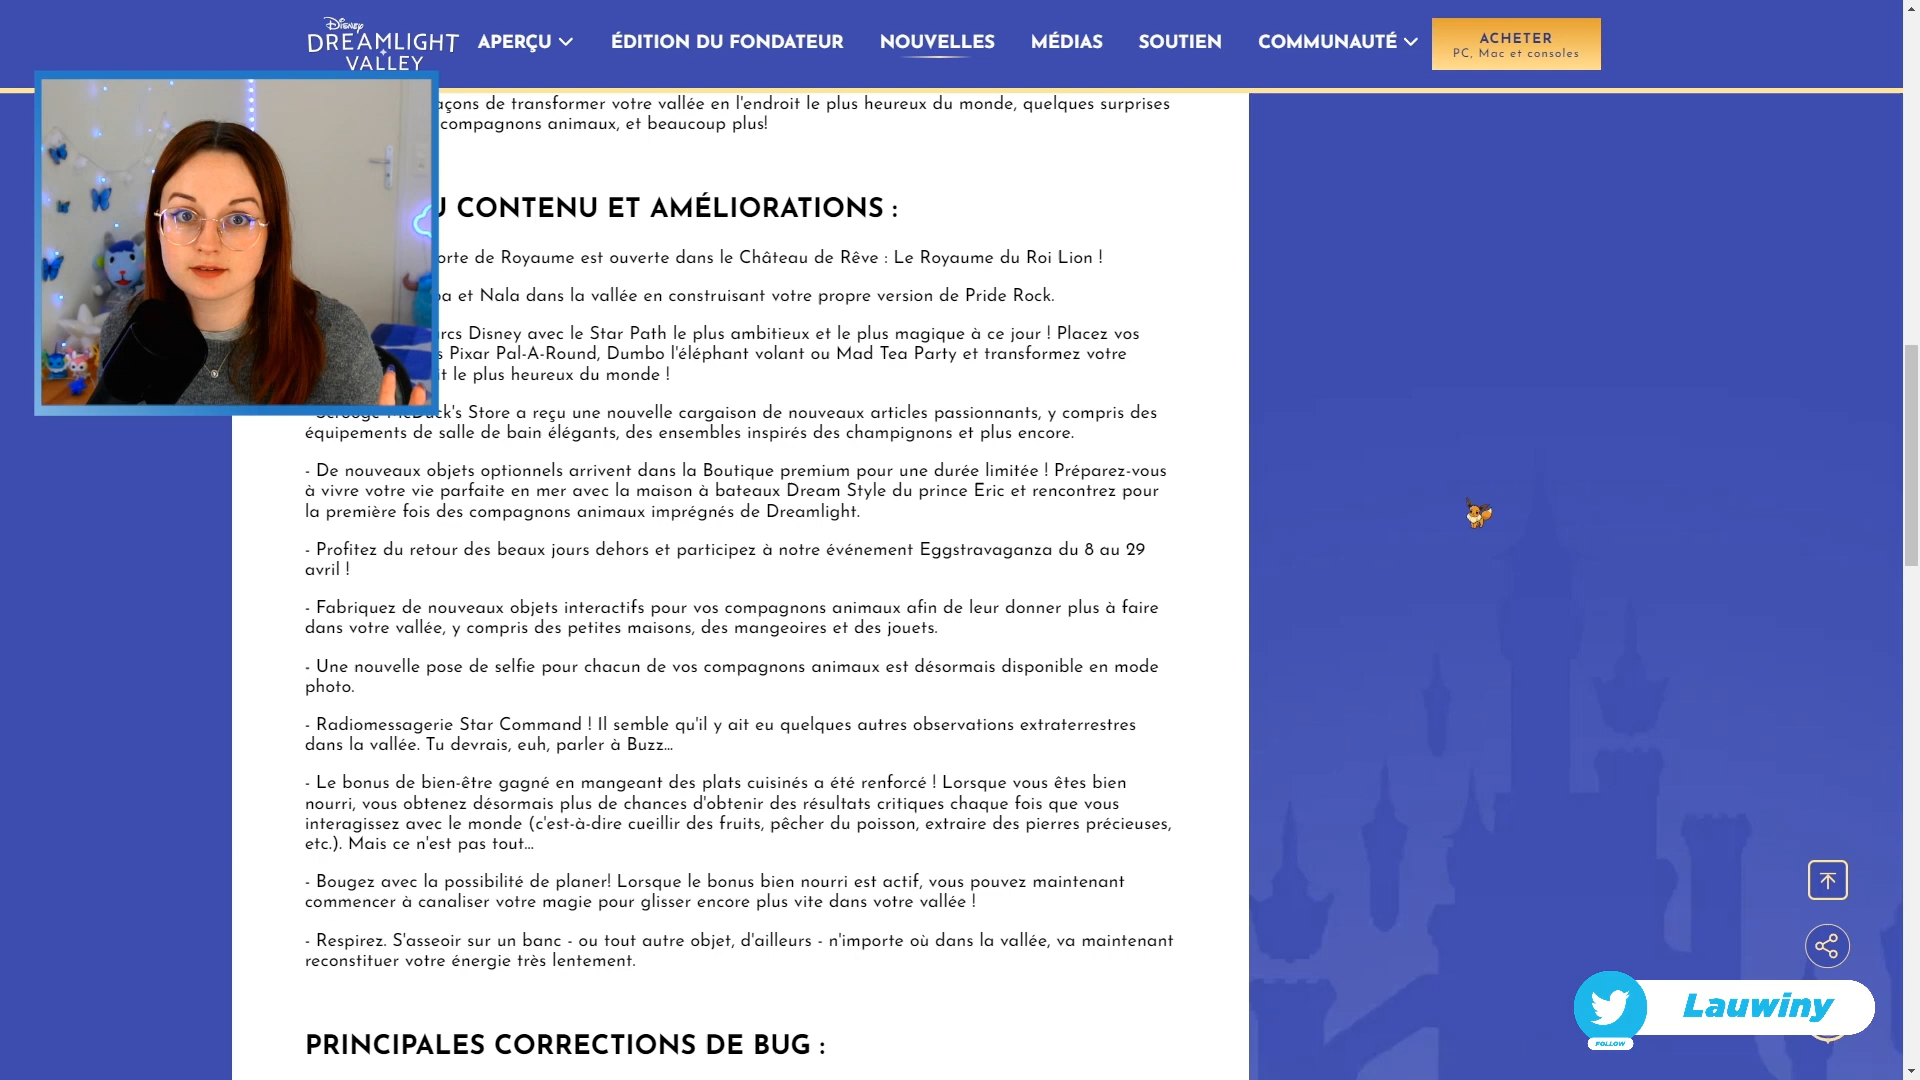 Disney
DREAMLIGHT
VALLEY
APERÇU
ÉDITION DU FONDATEUR
NOUVELLES
MÉDIAS
SOUTIEN
COMMUNAUTÉ
ACHETER
PC, Mac et consoles
açons de transformer votre vallée en l'endroit le plus heureux du monde, quelques surprises
compagnons animaux, et beaucoup plus!
U CONTENU ET AMÉLIORATIONS :
orte de Royaume est ouverte dans le Château de Rêve : Le Royaume du Roi Lion !
ba et Nala dans la vallée en construisant votre propre version de Pride Rock.
rcs Disney avec le Star Path le plus ambitieux et le plus magique à ce jour ! Placez vos
s Pixar Pal-A-Round, Dumbo l'éléphant volant ou Mad Tea Party et transformez votre
it le plus heureux du monde !
- Scrooge McDuck's Store a reçu une nouvelle cargaison de nouveaux articles passionnants, y compris des
équipements de salle de bain élégants, des ensembles inspirés des champignons et plus encore.
- De nouveaux objets optionnels arrivent dans la Boutique premium pour une durée limitée ! Préparez-vous
à vivre votre vie parfaite en mer avec la maison à bateaux Dream Style du prince Eric et rencontrez pour
la première fois des compagnons animaux imprégnés de Dreamlight.
- Profitez du retour des beaux jours dehors et participez à notre événement Eggstravaganza du 8 au 29
avril !
- Fabriquez de nouveaux objets interactifs pour vos compagnons animaux afin de leur donner plus à faire
dans votre vallée, y compris des petites maisons, des mangeoires et des jouets.
- Une nouvelle pose de selfie pour chacun de vos compagnons animaux est désormais disponible en mode
photo.
- Radiomessagerie Star Command ! Il semble qu'il y ait eu quelques autres observations extraterrestres
dans la vallée. Tu devrais, euh, parler à Buzz...
- Le bonus de bien-être gagné en mangeant des plats cuisinés a été renforcé ! Lorsque vous êtes bien
nourri, vous obtenez désormais plus de chances d'obtenir des résultats critiques chaque fois que vous
interagissez avec le monde (c'est-à-dire cueillir des fruits, pêcher du poisson, extraire des pierres précieuses,
etc.). Mais ce n'est pas tout...
- Bougez avec la possibilité de planer! Lorsque le bonus bien nourri est actif, vous pouvez maintenant
commencer à canaliser votre magie pour glisser encore plus vite dans votre vallée !
- Respirez. S'asseoir sur un banc - ou tout autre objet, d'ailleurs - n'importe où dans la vallée, va maintenant
reconstituer votre énergie très lentement.
PRINCIPALES CORRECTIONS DE BUG :
Lauwiny
FOLLOW